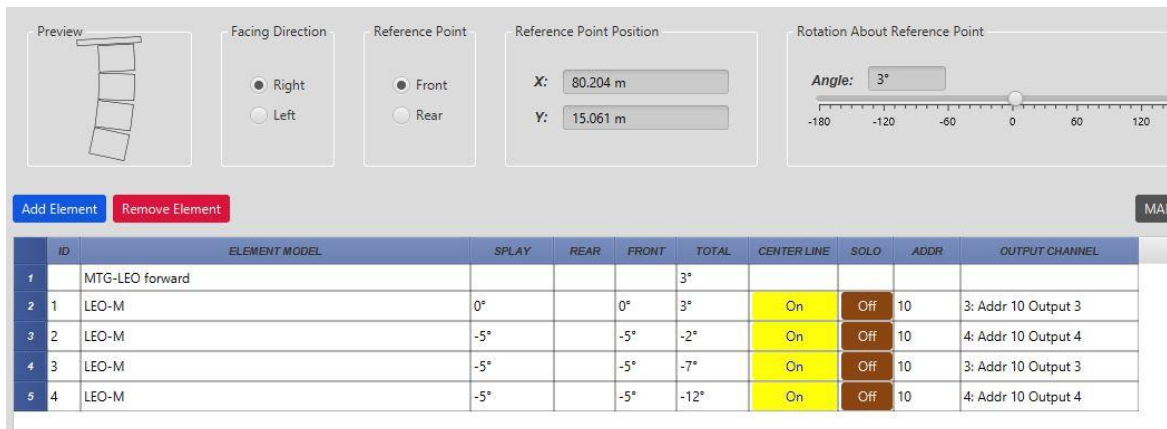 Preview Facing Direction Reference Point Reference Point Position Rotation About Reference Point
Right Front X: 80.204 m Angle: 3°
Left Rear Y: 15.061 m
-180 -120 -60 0 60 120
Add Element Remove Element
ID ELEMENT MODEL SPLAY REAR FRONT TOTAL CENTER LINE SOLO ADDR OUTPUT CHANNEL
1 MTG-LEO forward 3°
2 1 LEO-M 0° 0° 3° On Off 10 3: Addr 10 Output 3
3 2 LEO-M -5° -5° -2° On Off 10 4: Addr 10 Output 4
4 3 LEO-M -5° -5° -7° On Off 10 3: Addr 10 Output 3
5 4 LEO-M -5° -5° -12° On Off 10 4: Addr 10 Output 4